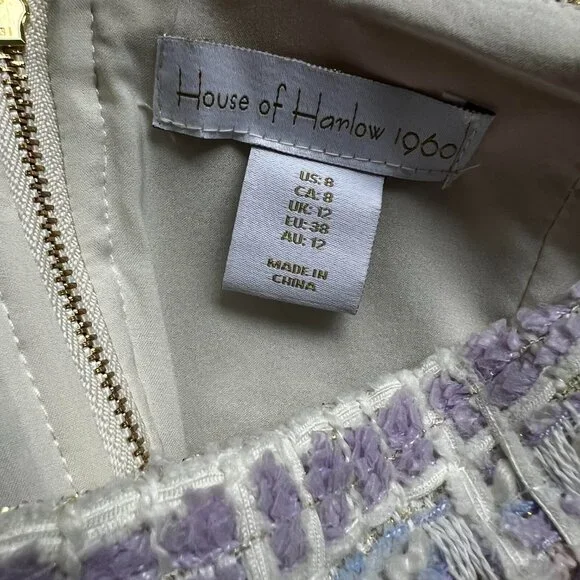 House of Harlow 1960
US: 8
CA: 8
UK: 12
EU: 38
AU: 12
MADE IN
CHINA